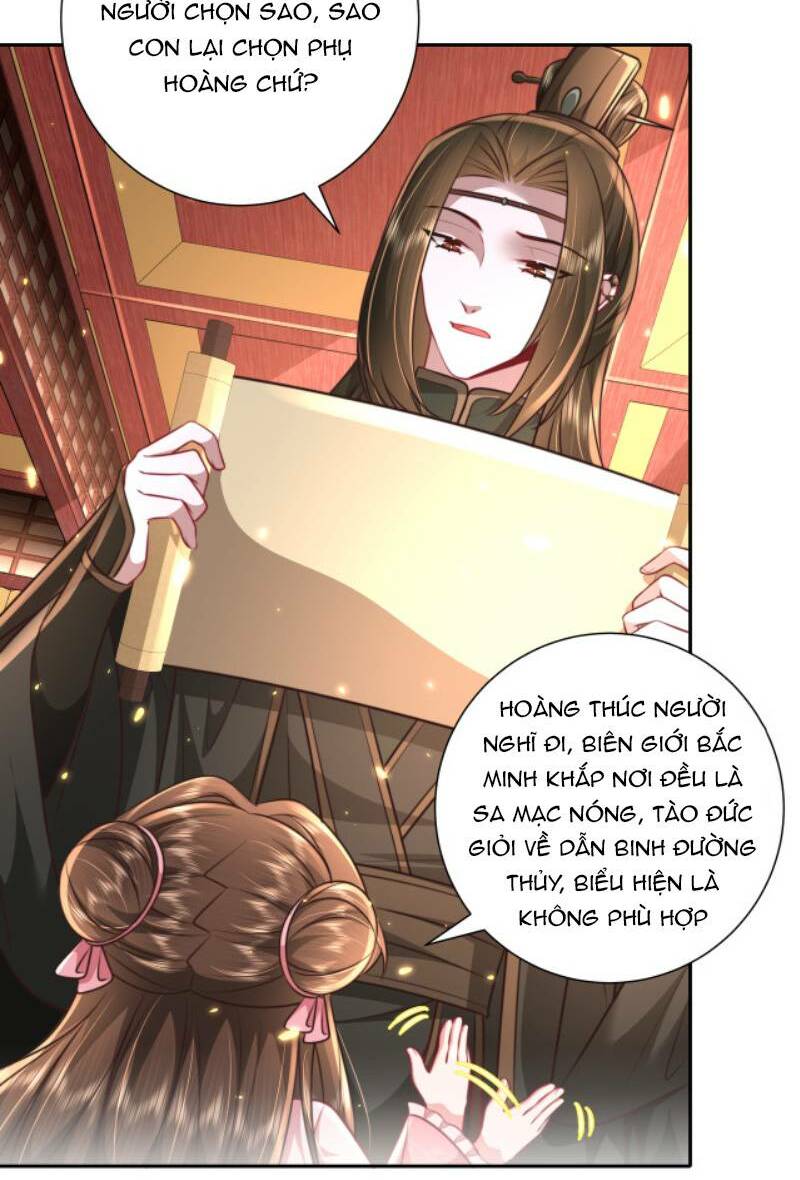 NGƯỜI CHỌN SAO, SAO
CON LẠI CHỌN PHỤ
HOÀNG CHỨ?
HOÀNG THÚC NGƯỜI
NGHĨ ĐI, BIÊN GIỚI BẮC
MINH KHẮP NƠI ĐỀU LÀ
SA MẠC NÓNG, TÀO ĐỨC
GIỎI VỀ DẪN BINH ĐƯỜNG
THỦY, BIỂU HIỆN LÀ
KHÔNG PHÙ HỢP